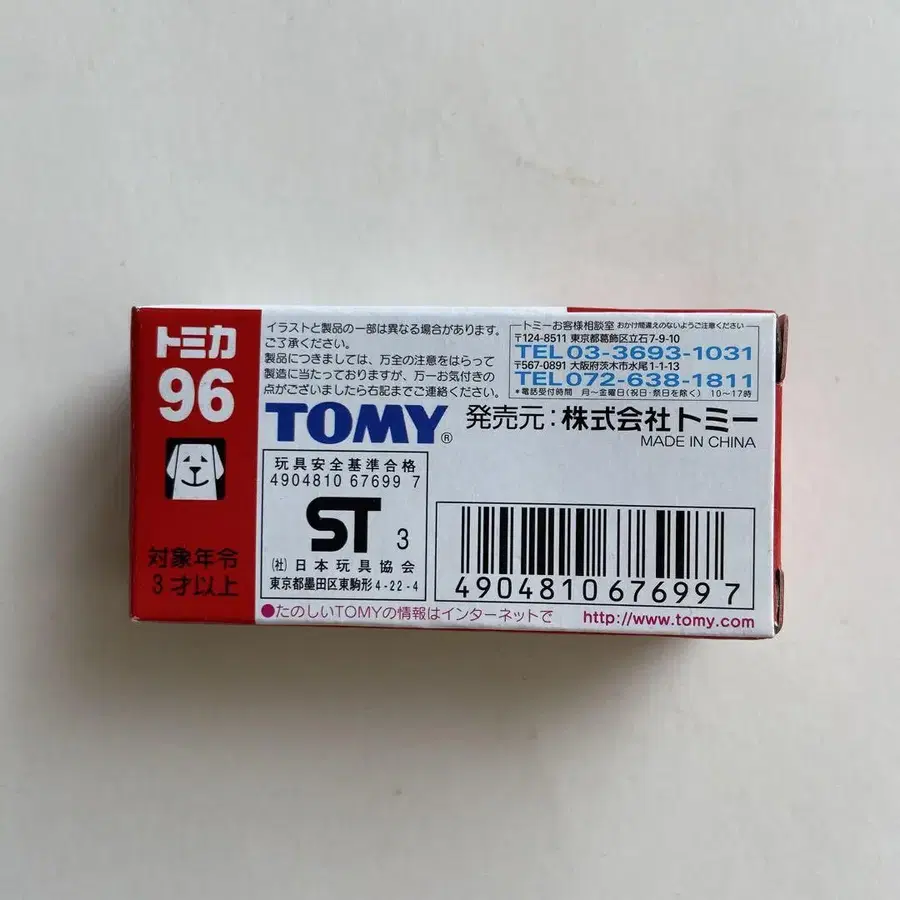 トミカ
96
対象年令
3才以上
イラストと製品の一部は異なる場合があります。
ご了承ください。
製品につきましては、万全の注意をはらって
製造に当たっておりますが、万一お気付きの
点がございましたら右記までご連絡ください。
トミーお客様相談室 おかけ間違えのないようご注意ください
〒124-8511 東京都葛飾区立石7-9-10
TEL 03-3693-1031
〒567-0891 大阪府茨木市水尾1-1-13
TEL 072-638-1811
*電話受付時間 月~金曜日(祝日・祭日を除く) 10~17時
TOMY® 発売元:株式会社トミー
MADE IN CHINA
玩具安全基準合格
4904810 67699 7
ST 3
(社)日本玩具協会
東京都墨田区東駒形4-22-4
4904810676997
●たのしいTOMYの情報はインターネットで http://www.tomy.com